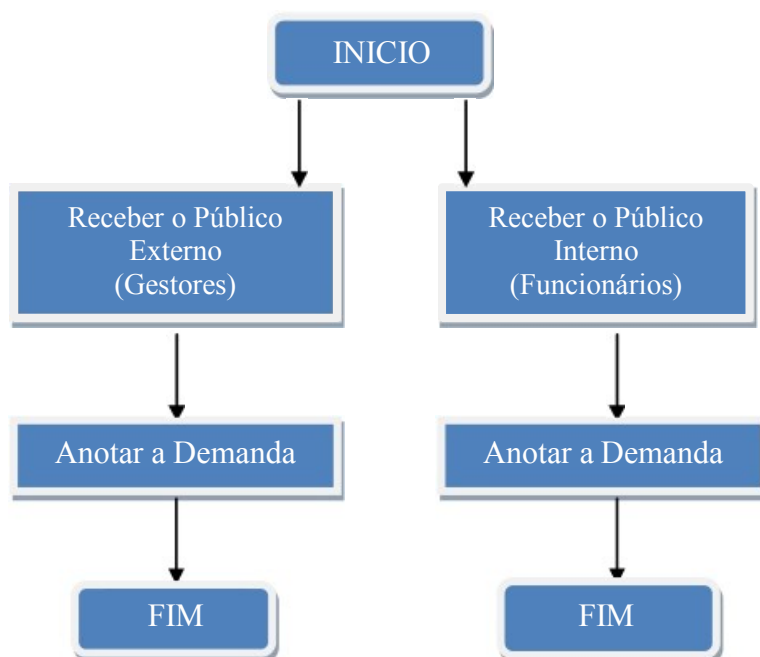 INICIO
Receber o Público
Externo
(Gestores)
Receber o Público
Interno
(Funcionários)
Anotar a Demanda
Anotar a Demanda
FIM
FIM